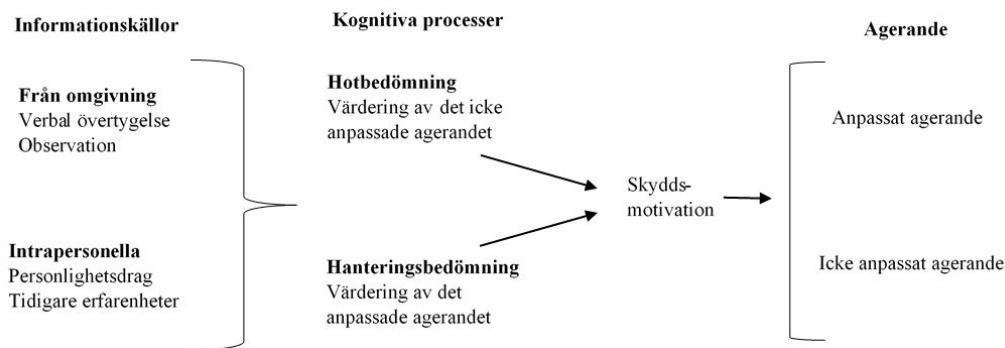 Informationskällor
Från omgivning
Verbal övertygelse
Observation
Intrapersonella
Personlighetsdrag
Tidigare erfarenheter
Kognitiva processer
Hotbedömning
Värdering av det icke
anpassade agerandet
Hanteringsbedömning
Värdering av det
anpassade agerandet
Skydds-
motivation
Agerande
Anpassat agerande
Icke anpassat agerande